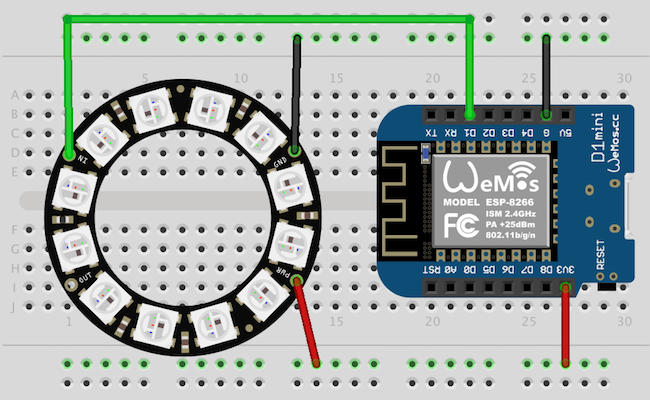 5
10
15
20
25
30
A
B
C
D
E
F
G
H
I
J
IN
GND
PWR
OUT
TX
RX
D1
D2
D3
D4
G
5V
WeMos
MODEL ESP-8266
ISM 2.4GHz
PA +25dBm
802.11b/g/n
FC
D1 mini
WeMos.cc
RST
A0
D0
D5
D6
D7
D8
3V3
RESET
1
15
20
25
30
A
B
C
D
E
F
G
H
I
J